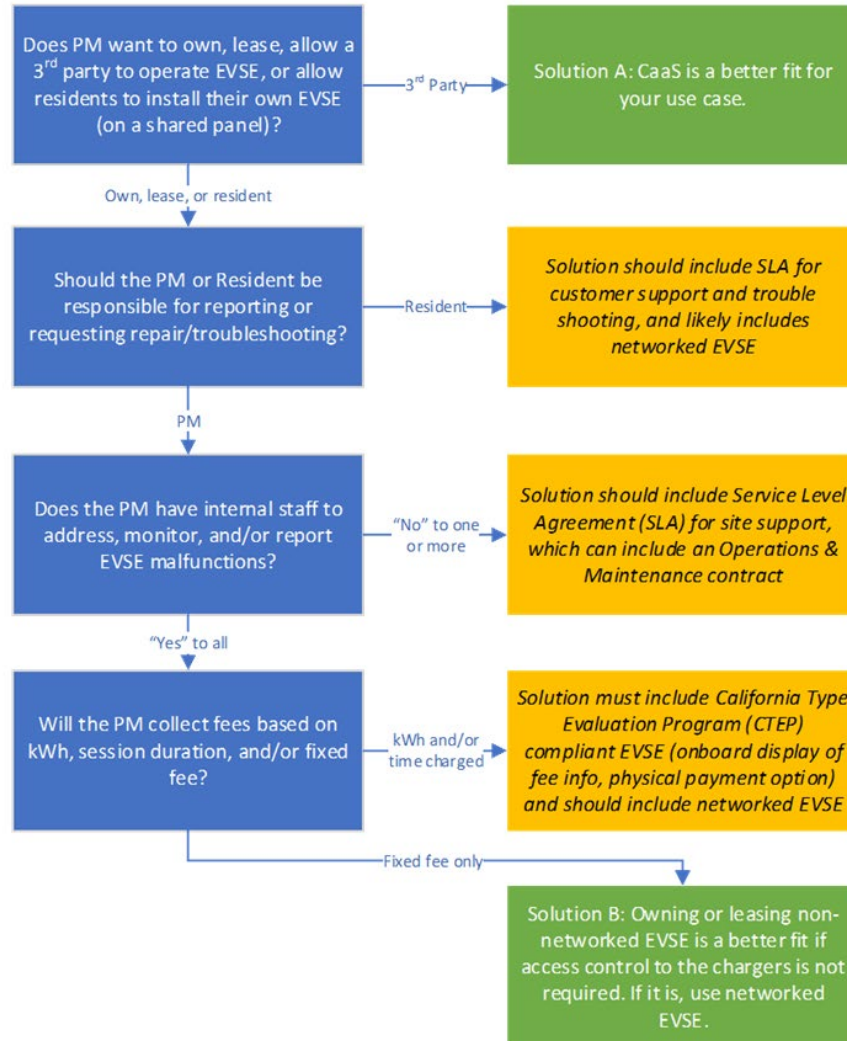 Does PM want to own, lease, allow a
3rd party to operate EVSE, or allow
residents to install their own EVSE
(on a shared panel)?
3rd Party
Solution A: CaaS is a better fit for
your use case.
Own, lease, or resident
Should the PM or Resident be
responsible for reporting or
requesting repair/troubleshooting?
Resident
Solution should include SLA for
customer support and trouble
shooting, and likely includes
networked EVSE
PM
Does the PM have internal staff to
address, monitor, and/or report
EVSE malfunctions?
“No” to one
or more
Solution should include Service Level
Agreement (SLA) for site support,
which can include an Operations &
Maintenance contract
“Yes” to all
Will the PM collect fees based on
kWh, session duration, and/or fixed
fee?
kWh and/or
time charged
Solution must include California Type
Evaluation Program (CTEP)
compliant EVSE (onboard display of
fee info, physical payment option)
and should include networked EVSE
Fixed fee only
Solution B: Owning or leasing non-
networked EVSE is a better fit if
access control to the chargers is not
required. If it is, use networked
EVSE.